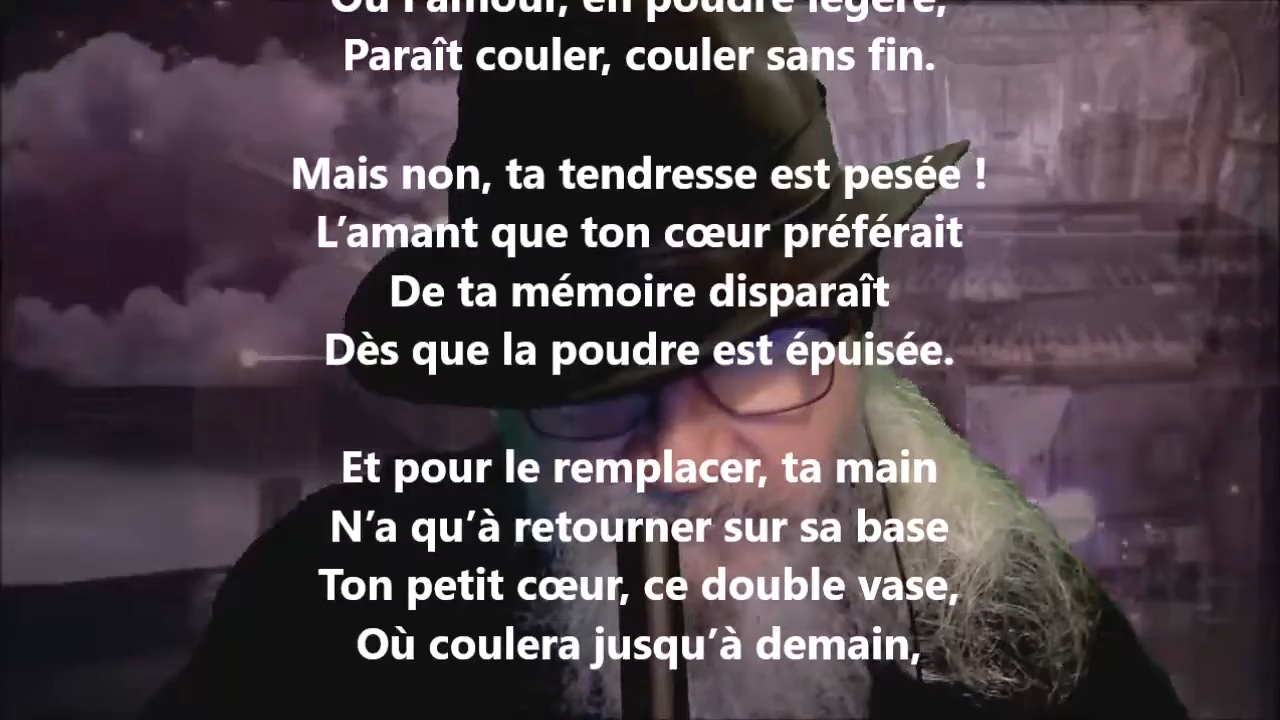 Où l’amour, en poudre légère,
Paraît couler, couler sans fin.
Mais non, ta tendresse est pesée !
L’amant que ton cœur préférait
De ta mémoire disparaît
Dès que la poudre est épuisée.
Et pour le remplacer, ta main
N’a qu’à retourner sur sa base
Ton petit cœur, ce double vase,
Où coulera jusqu’à demain,